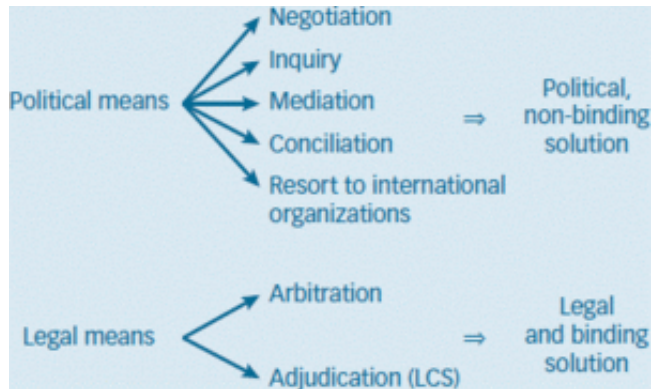 Negotiation
Inquiry
Political means
Mediation
Conciliation
Resort to international
organizations
⇒
Political,
non-binding
solution
Arbitration
Legal means
Adjudication (LCS)
⇒
Legal
and binding
solution